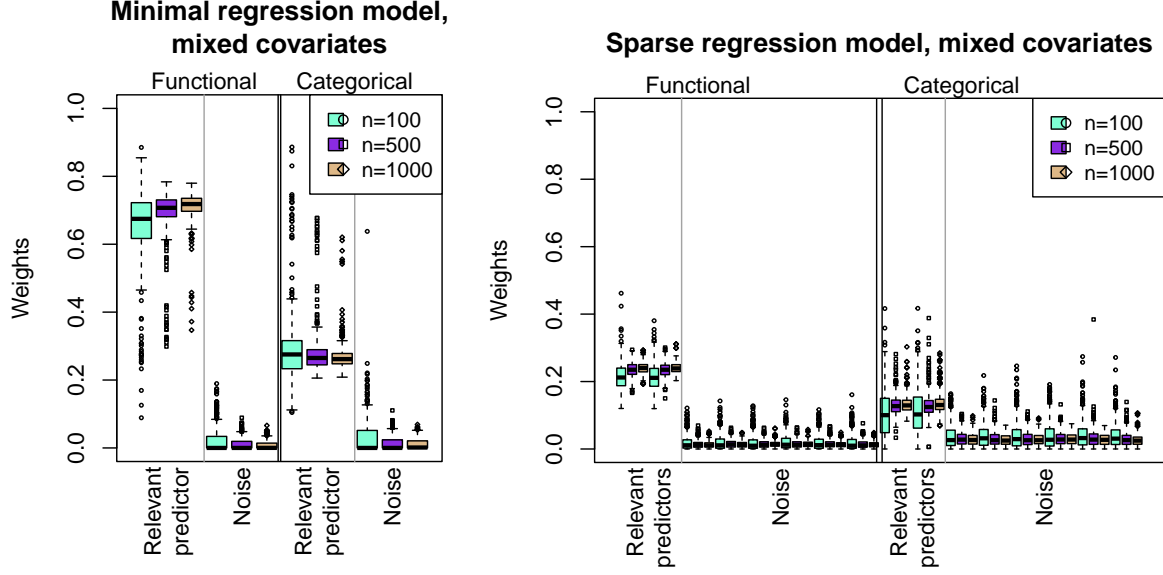 Minimal regression model,
mixed covariates
Functional
Categorical
n=100
n=500
n=1000
Weights
1.0
0.8
0.6
0.4
0.2
0.0
Relevant
predictor
Noise
Relevant
predictor
Noise
Sparse regression model, mixed covariates
Functional
Categorical
n=100
n=500
n=1000
Weights
1.0
0.8
0.6
0.4
0.2
0.0
Relevant
predictors
Noise
Relevant
predictors
Noise